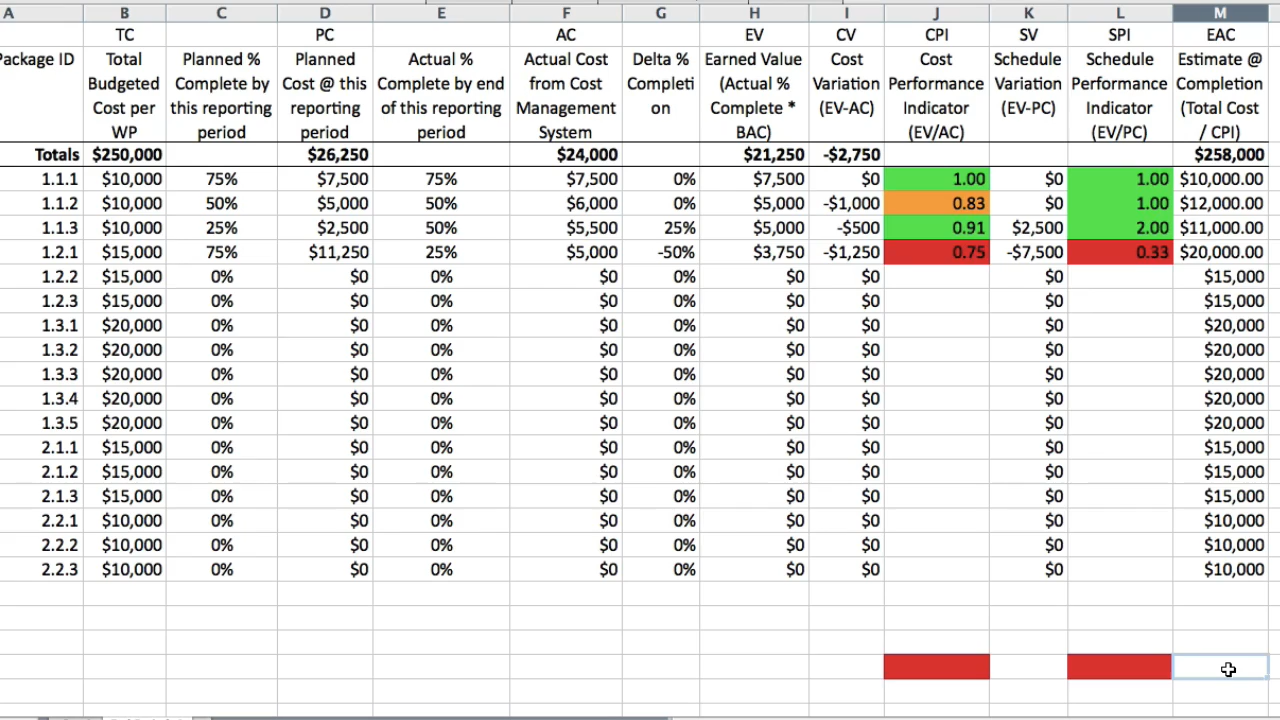 A B C D E F G H I J K L M
TC PC AC EV CV CPI SV SPI EAC
Package ID Total Planned % Planned Actual % Actual Cost Delta % Earned Value Cost Cost Schedule Schedule Estimate @
Budgeted Complete by Cost @ this Complete by end from Cost Completi (Actual % Variation Performance Variation Performance Completion
Cost per this reporting reporting of this reporting Management on Complete * (EV-AC) Indicator (EV-PC) Indicator (Total Cost
WP period period period System BAC) (EV/AC) (EV/PC) / CPI)
Totals $250,000 $26,250 $24,000 $21,250 -$2,750 $258,000
1.1.1 $10,000 75% $7,500 75% $7,500 0% $7,500 $0 1.00 $0 1.00 $10,000.00
1.1.2 $10,000 50% $5,000 50% $6,000 0% $5,000 -$1,000 0.83 $0 1.00 $12,000.00
1.1.3 $10,000 25% $2,500 50% $5,500 25% $5,000 -$500 0.91 $2,500 2.00 $11,000.00
1.2.1 $15,000 75% $11,250 25% $5,000 -50% $3,750 -$1,250 0.75 -$7,500 0.33 $20,000.00
1.2.2 $15,000 0% $0 0% $0 0% $0 $0 $0 $15,000
1.2.3 $15,000 0% $0 0% $0 0% $0 $0 $0 $15,000
1.3.1 $20,000 0% $0 0% $0 0% $0 $0 $0 $20,000
1.3.2 $20,000 0% $0 0% $0 0% $0 $0 $0 $20,000
1.3.3 $20,000 0% $0 0% $0 0% $0 $0 $0 $20,000
1.3.4 $20,000 0% $0 0% $0 0% $0 $0 $0 $20,000
1.3.5 $20,000 0% $0 0% $0 0% $0 $0 $0 $20,000
2.1.1 $15,000 0% $0 0% $0 0% $0 $0 $0 $15,000
2.1.2 $15,000 0% $0 0% $0 0% $0 $0 $0 $15,000
2.1.3 $15,000 0% $0 0% $0 0% $0 $0 $0 $15,000
2.2.1 $10,000 0% $0 0% $0 0% $0 $0 $0 $10,000
2.2.2 $10,000 0% $0 0% $0 0% $0 $0 $0 $10,000
2.2.3 $10,000 0% $0 0% $0 0% $0 $0 $0 $10,000